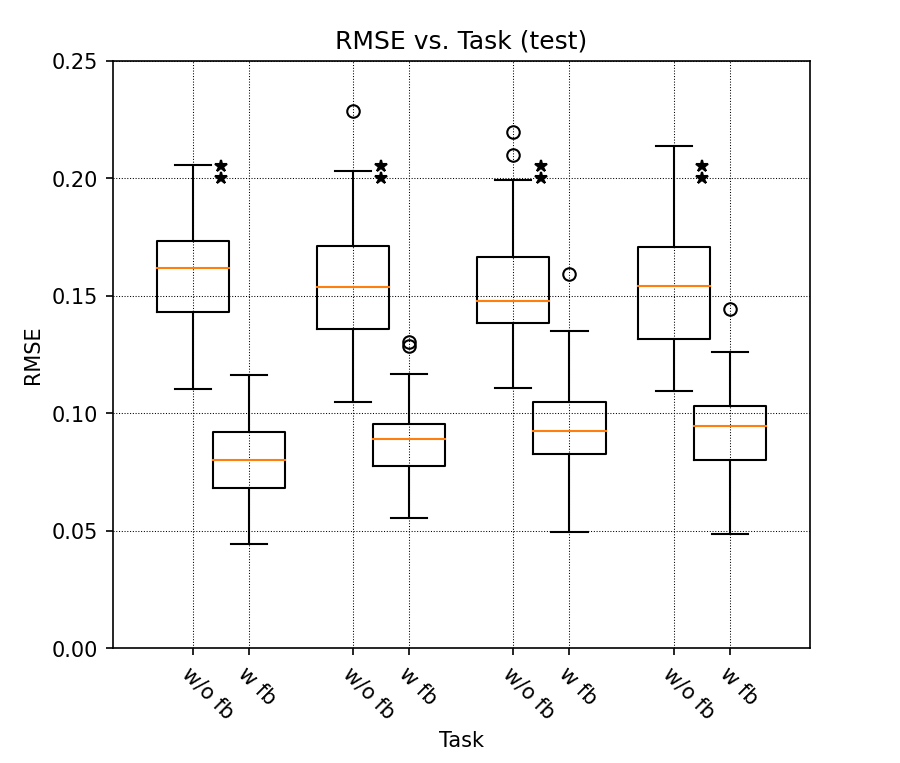 RMSE vs. Task (test)
0.25
0.20
0.15
0.10
0.05
0.00
RMSE
w/o fb
w fb
w/o fb
w fb
w/o fb
w fb
w/o fb
w fb
Task